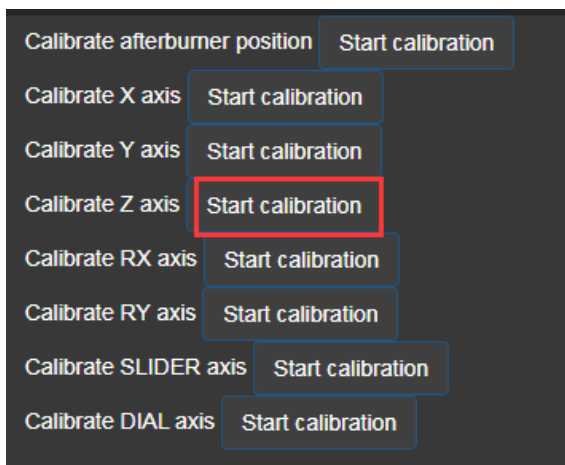 Calibrate afterburner position Start calibration
Calibrate X axis Start calibration
Calibrate Y axis Start calibration
Calibrate Z axis Start calibration
Calibrate RX axis Start calibration
Calibrate RY axis Start calibration
Calibrate SLIDER axis Start calibration
Calibrate DIAL axis Start calibration